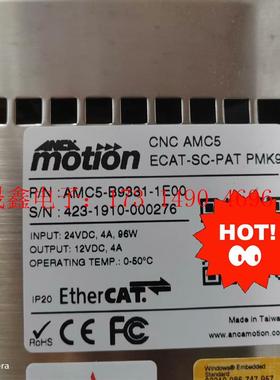 ANCA
motion
CNC AMC5
ECAT-SC-PAT PMK9
P/N: AMC5-B9331-1E00
S/N: 423-1910-000276
INPUT: 24VDC, 4A, 96W
OUTPUT: 12VDC, 4A
OPERATING TEMP.: 0-50°C
HOT!
IP20 EtherCAT
RoHS
CE FC
Made in Taiwan
www.ancamotion.com
Windows® Embedded
Standard